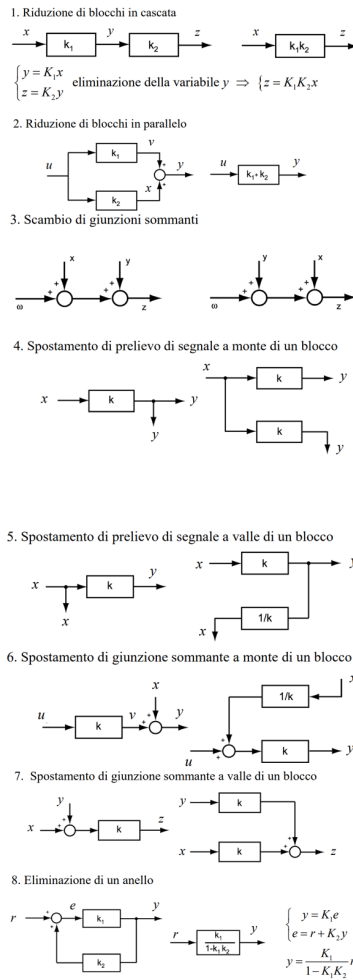 1. Riduzione di blocchi in cascata
x y z x z
k₁ k₂ k₁k₂
{ y = K₁x
z = K₂y eliminazione della variabile y ⇒ {z = K₁K₂x
2. Riduzione di blocchi in parallelo
v
k₁
u + y u y
+ k₁+ k₂
x
k₂
3. Scambio di giunzioni sommanti
x y y x
+ + + +
+ + + +
ω z ω z
4. Spostamento di prelievo di segnale a monte di un blocco
x k y
x k y
y k
y
5. Spostamento di prelievo di segnale a valle di un blocco
x k y
x k y
x 1/k
x
6. Spostamento di giunzione sommante a monte di un blocco
x x
1/k
u k v + + y
u + + k y
7. Spostamento di giunzione sommante a valle di un blocco
y y k
x + + k z +
x k + z
8. Eliminazione di un anello
r + + e k₁ y
k₂
r k₁ / 1-k₁k₂ y
{ y = K₁e
e = r + K₂y
y = K₁ / 1 − K₁K₂ r